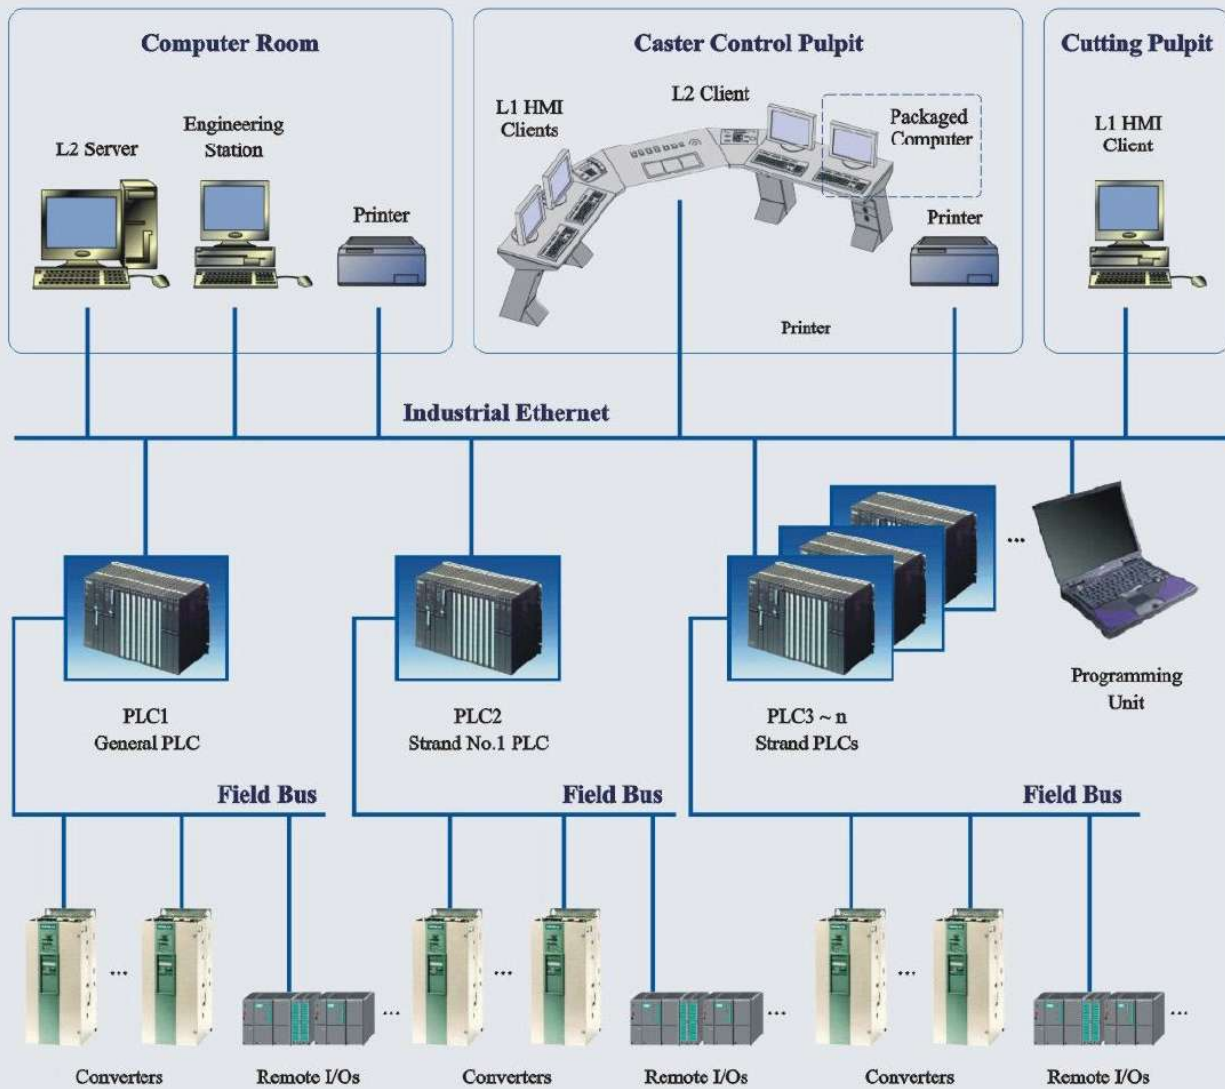 Computer Room
Caster Control Pulpit
Cutting Pulpit
L2 Server
Engineering
Station
Printer
L1 HMI
Clients
L2 Client
Packaged
Computer
Printer
Printer
L1 HMI
Client
Industrial Ethernet
...
PLC1
General PLC
PLC2
Strand No.1 PLC
PLC3 ~ n
Strand PLCs
Programming
Unit
Field Bus
Field Bus
Field Bus
...
...
...
...
...
...
Converters
Remote I/Os
Converters
Remote I/Os
Converters
Remote I/Os